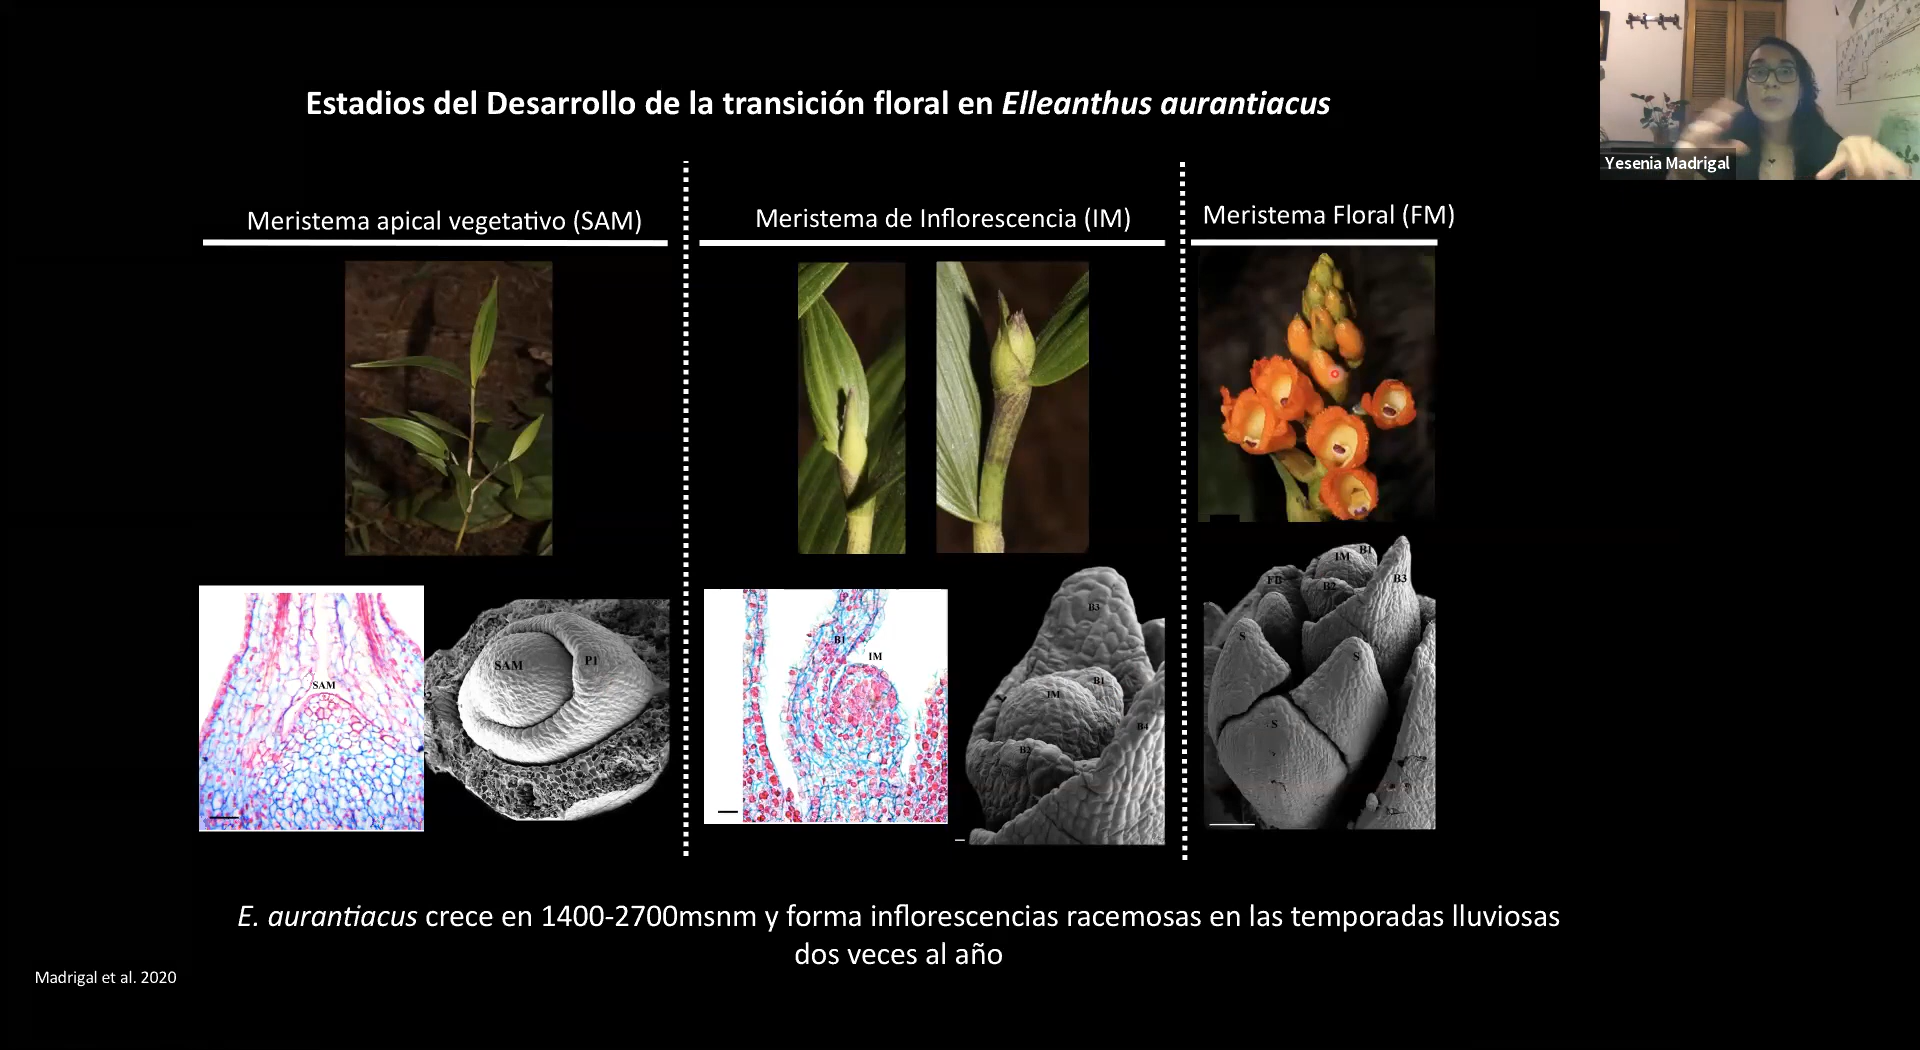 Estadios del Desarrollo de la transición floral en Elleanthus aurantiacus
Yesenia Madrigal
Meristema apical vegetativo (SAM)
Meristema de Inflorescencia (IM)
Meristema Floral (FM)
SAM
SAM
P1
B1
IM
B3
B1
IM
B4
B2
IM
B1
FB
B2
B3
S
S
S
E. aurantiacus crece en 1400-2700msnm y forma inflorescencias racemosas en las temporadas lluviosas
dos veces al año
Madrigal et al. 2020